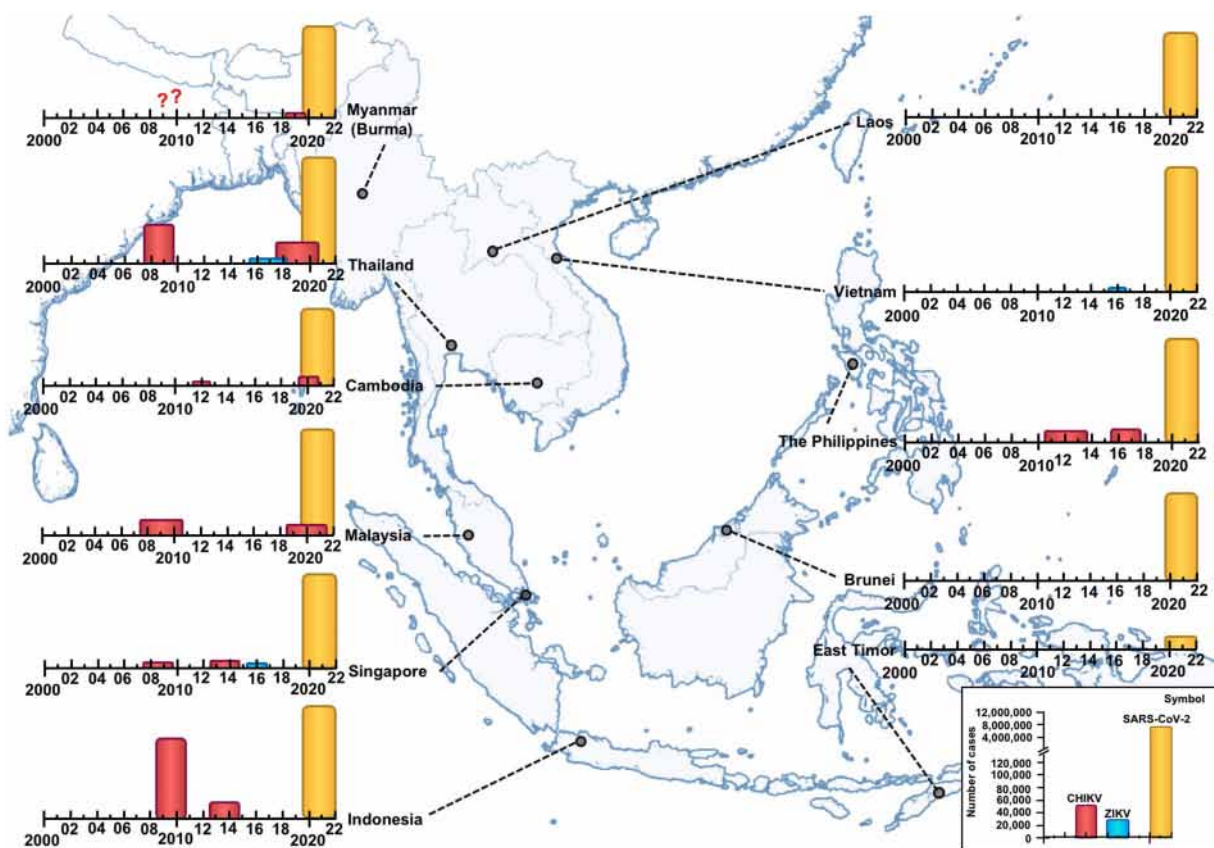 ??
02 04 06 08 12 14 16 18 22
2000 2010 2020
Myanmar
(Burma)
02 04 06 08 12 14 16 18 22
2000 2010 2020
Laos
02 04 06 08 12 14 16 18 22
2000 2010 2020
Thailand
02 04 06 08 12 14 16 18 22
2000 2010 2020
Vietnam
02 04 06 08 12 14 16 18 22
2000 2010 2020
Cambodia
02 04 06 08 12 14 16 18 22
2000 2010 2020
The Philippines
02 04 06 08 12 14 16 18 22
2000 2010 2020
Malaysia
02 04 06 08 12 14 16 18 22
2000 2010 2020
Brunei
02 04 06 08 12 14 16 18 22
2000 2010 2020
Singapore
02 04 06 08 12 14 16 18 22
2000 2010 2020
East Timor
02 04 06 08 12 14 16 18 22
2000 2010 2020
Indonesia
Symbol
Number of cases
12,000,000
8,000,000
4,000,000
120,000
100,000
80,000
60,000
40,000
20,000
0
CHIKV
ZIKV
SARS-CoV-2